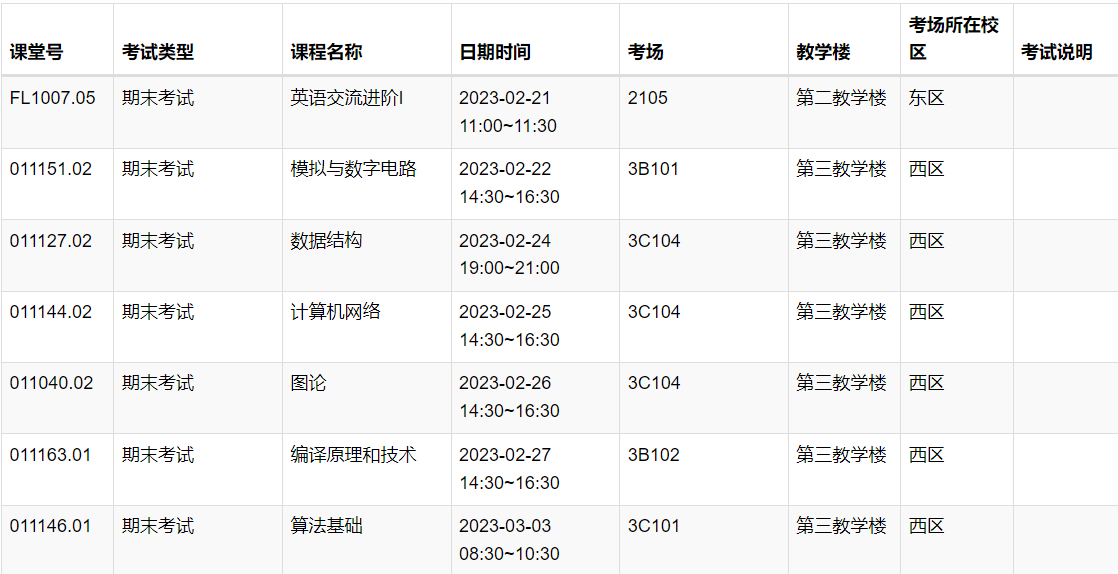 课堂号 考试类型 课程名称 日期时间 考场 教学楼 考场所在校区 考试说明
FL1007.05 期末考试 英语交流进阶I 2023-02-21 2105 第二教学楼 东区
11:00~11:30
011151.02 期末考试 模拟与数字电路 2023-02-22 3B101 第三教学楼 西区
14:30~16:30
011127.02 期末考试 数据结构 2023-02-24 3C104 第三教学楼 西区
19:00~21:00
011144.02 期末考试 计算机网络 2023-02-25 3C104 第三教学楼 西区
14:30~16:30
011040.02 期末考试 图论 2023-02-26 3C104 第三教学楼 西区
14:30~16:30
011163.01 期末考试 编译原理和技术 2023-02-27 3B102 第三教学楼 西区
14:30~16:30
011146.01 期末考试 算法基础 2023-03-03 3C101 第三教学楼 西区
08:30~10:30